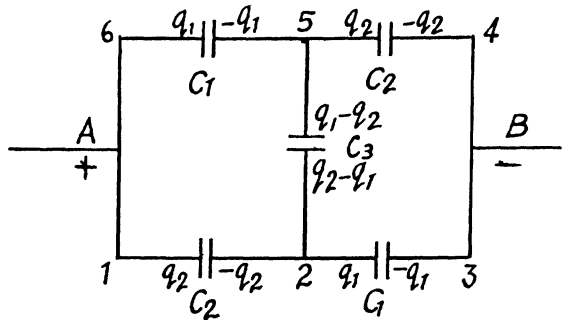 6 q₁ -q₁ 5 q₂ -q₂ 4
C₁ C₂
A q₁-q₂ B
+ C₃ -
q₂-q₁
1 q₂ -q₂ 2 q₁ -q₁ 3
C₂ C₁